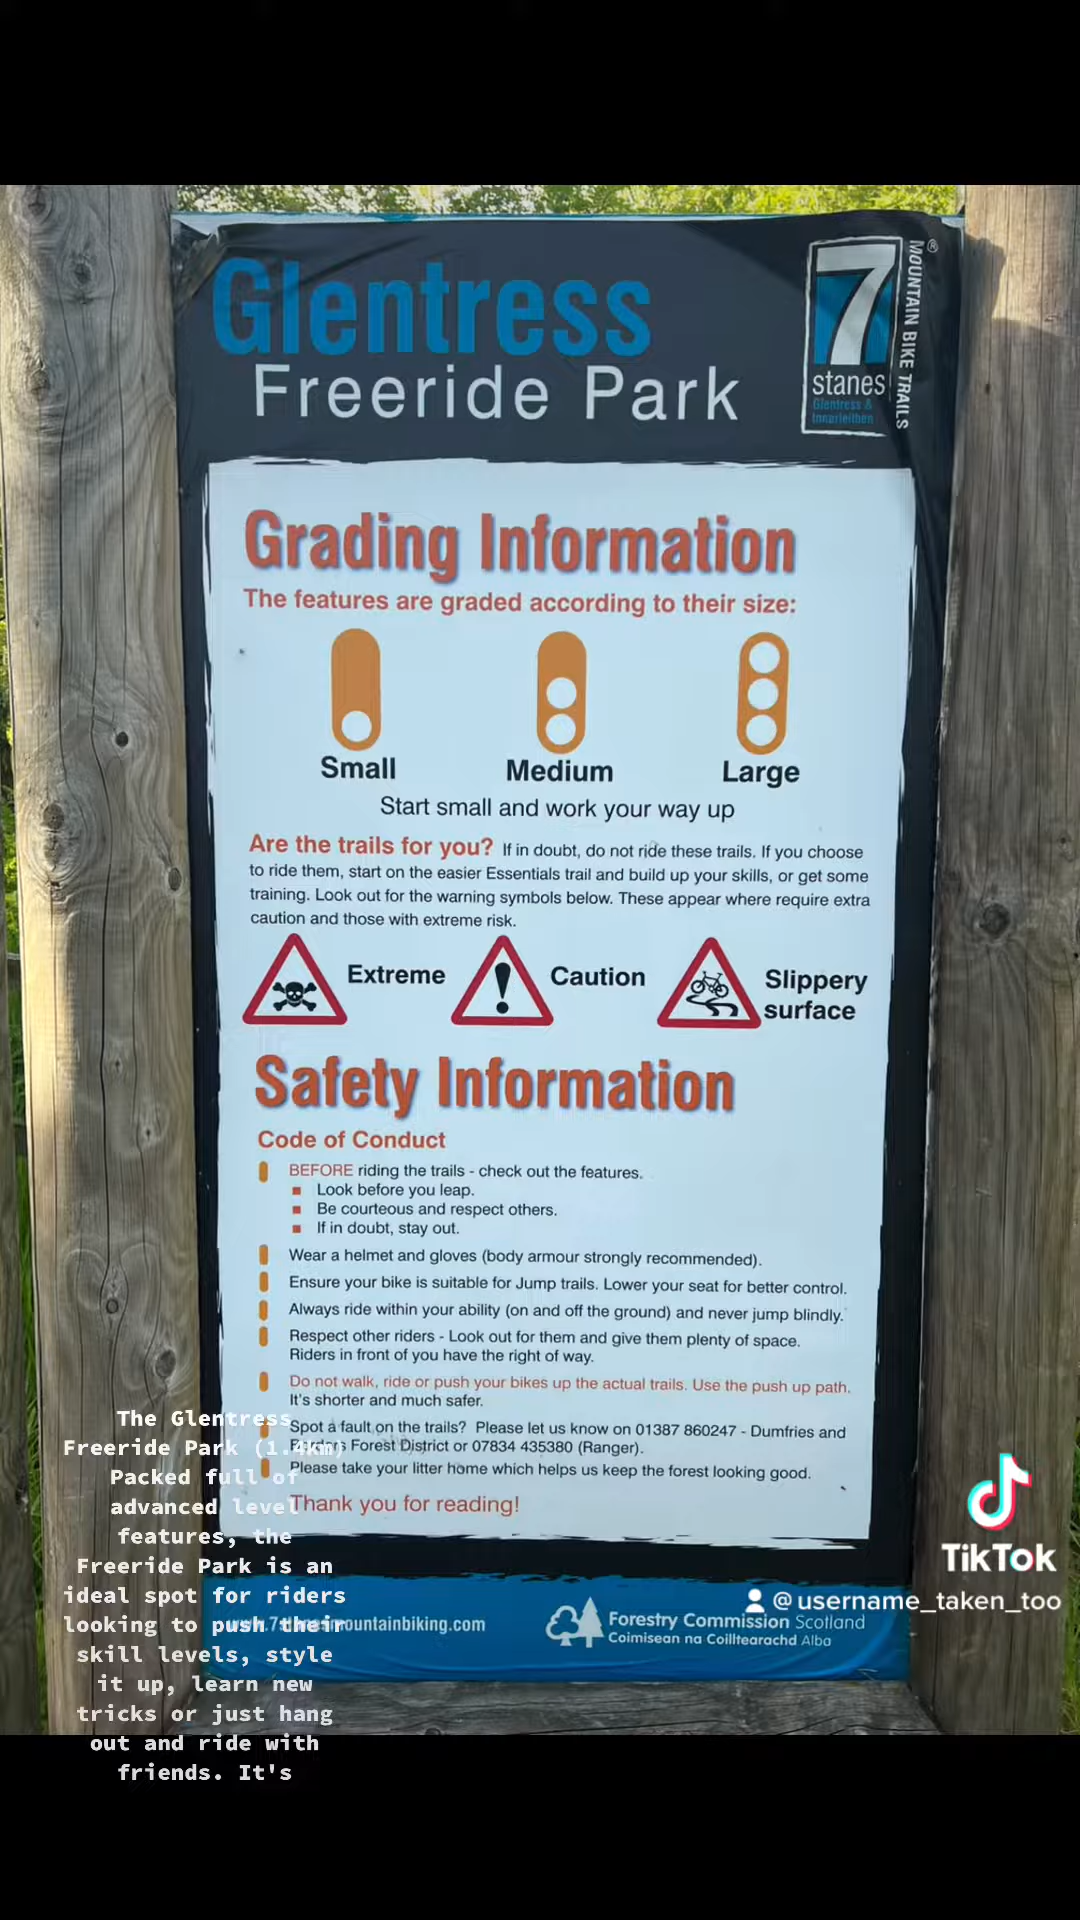 Glentress
Freeride Park
7
stanes
Glentress &
Innerleithen
MOUNTAIN BIKE TRAILS®
Grading Information
The features are graded according to their size:
Small
Medium
Large
Start small and work your way up
Are the trails for you? If in doubt, do not ride these trails. If you choose
to ride them, start on the easier Essentials trail and build up your skills, or get some
training. Look out for the warning symbols below. These appear where require extra
caution and those with extreme risk.
Extreme
Caution
Slippery
surface
Safety Information
Code of Conduct
BEFORE riding the trails - check out the features.
Look before you leap.
Be courteous and respect others.
If in doubt, stay out.
Wear a helmet and gloves (body armour strongly recommended).
Ensure your bike is suitable for Jump trails. Lower your seat for better control.
Always ride within your ability (on and off the ground) and never jump blindly.
Respect other riders - Look out for them and give them plenty of space.
Riders in front of you have the right of way.
Do not walk, ride or push your bikes up the actual trails. Use the push up path.
It's shorter and much safer.
Spot a fault on the trails? Please let us know on 01387 860247 - Dumfries and
Forest District or 07834 435380 (Ranger).
Please take your litter home which helps us keep the forest looking good.
Thank you for reading!
Forestry Commission Scotland
Coimisean na Coilltearachd Alba
The Glentress
Freeride Park (1.4km)
Packed full of
advanced level
features, the
Freeride Park is an
ideal spot for riders
looking to push their
skill levels, style
it up, learn new
tricks or just hang
out and ride with
friends. It's
TikTok
@username_taken_too